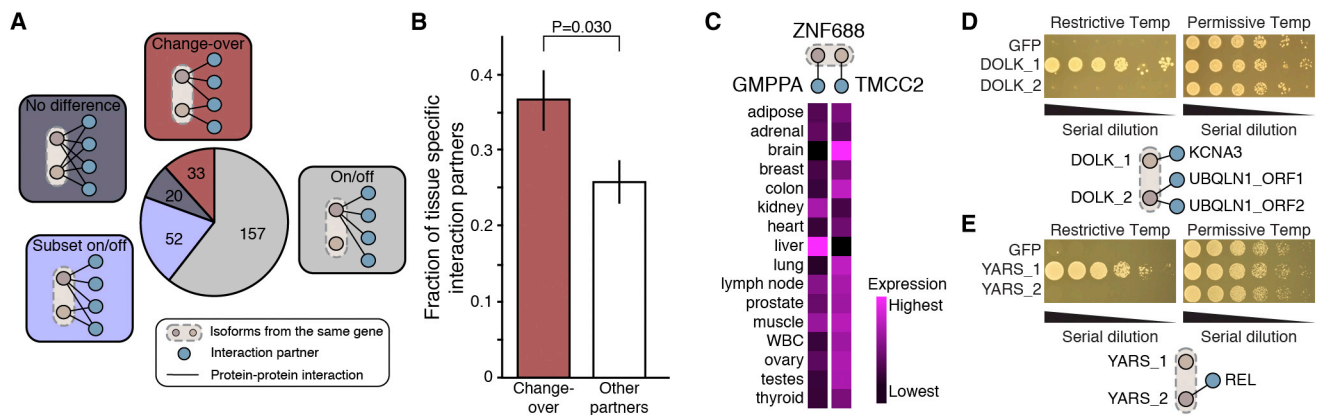 A
Change-over
No difference
On/off
Subset on/off
33
20
52
157
Isoforms from the same gene
Interaction partner
Protein-protein interaction
B
P=0.030
Fraction of tissue specific
interaction partners
0.4
0.3
0.2
0.1
0
Change-
over
Other
partners
C
ZNF688
GMPPA
TMCC2
adipose
adrenal
brain
breast
colon
kidney
heart
liver
lung
lymph node
prostate
muscle
WBC
ovary
testes
thyroid
Expression
Highest
Lowest
D
Restrictive Temp
Permissive Temp
GFP
DOLK_1
DOLK_2
Serial dilution
Serial dilution
DOLK_1
DOLK_2
KCNA3
UBQLN1_ORF1
UBQLN1_ORF2
E
Restrictive Temp
Permissive Temp
GFP
YARS_1
YARS_2
Serial dilution
Serial dilution
YARS_1
YARS_2
REL